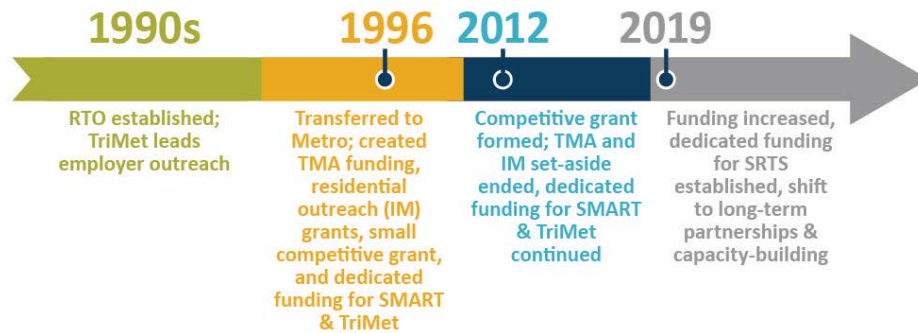 1990s
RTO established;
TriMet leads
employer outreach
1996
Transferred to
Metro; created
TMA funding,
residential
outreach (IM)
grants, small
competitive grant,
and dedicated
funding for SMART
& TriMet
2012
Competitive grant
formed; TMA and
IM set-aside
ended, dedicated
funding for SMART
& TriMet
continued
2019
Funding increased,
dedicated funding
for SRTS
established, shift
to long-term
partnerships &
capacity-building